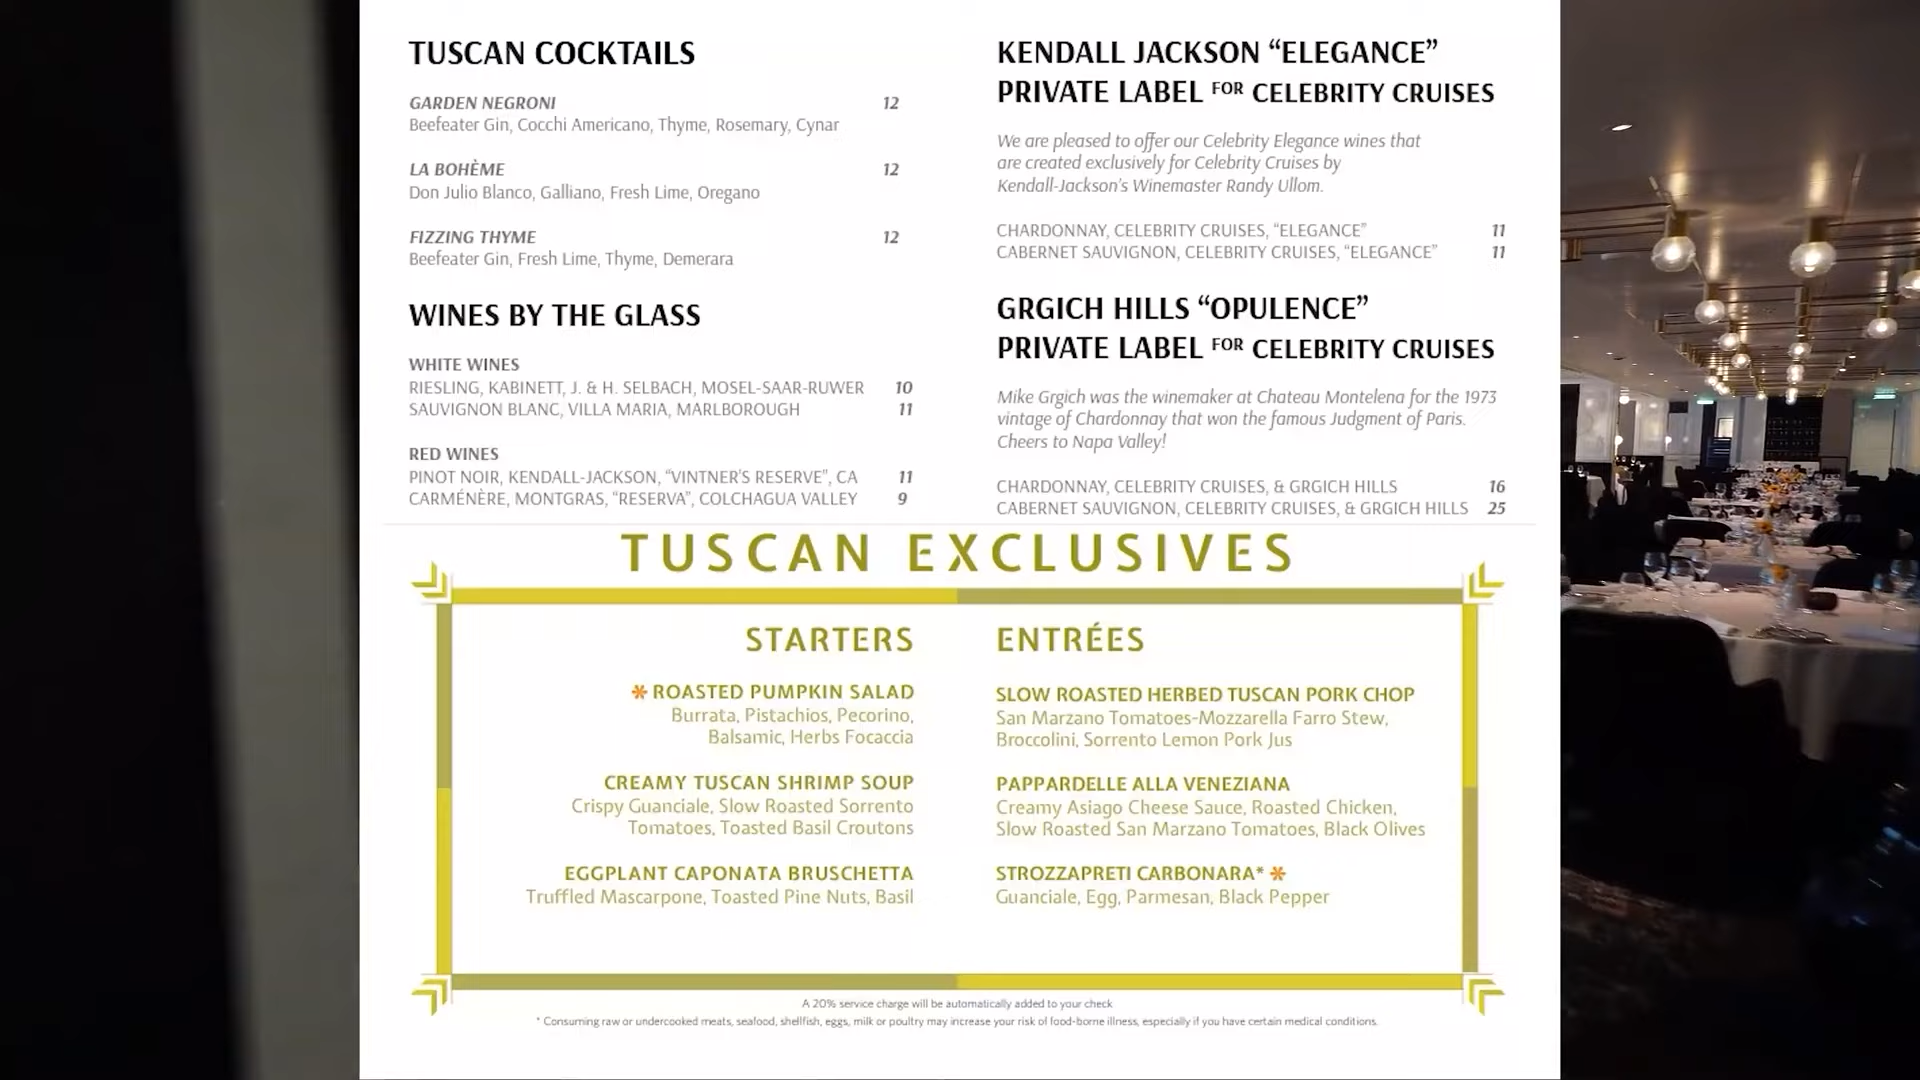 TUSCAN COCKTAILS
GARDEN NEGRONI 12
Beefeater Gin, Cocchi Americano, Thyme, Rosemary, Cynar
LA BOHÈME 12
Don Julio Blanco, Galliano, Fresh Lime, Oregano
FIZZING THYME 12
Beefeater Gin, Fresh Lime, Thyme, Demerara
WINES BY THE GLASS
WHITE WINES
RIESLING, KABINETT, J. & H. SELBACH, MOSEL-SAAR-RUWER 10
SAUVIGNON BLANC, VILLA MARIA, MARLBOROUGH 11
RED WINES
PINOT NOIR, KENDALL-JACKSON, “VINTNER’S RESERVE”, CA 11
CARMÉNÈRE, MONTGRAS, “RESERVA”, COLCHAGUA VALLEY 9
KENDALL JACKSON “ELEGANCE”
PRIVATE LABEL FOR CELEBRITY CRUISES
We are pleased to offer our Celebrity Elegance wines that
are created exclusively for Celebrity Cruises by
Kendall-Jackson’s Winemaster Randy Ullom.
CHARDONNAY, CELEBRITY CRUISES, “ELEGANCE” 11
CABERNET SAUVIGNON, CELEBRITY CRUISES, “ELEGANCE” 11
GRGICH HILLS “OPULENCE”
PRIVATE LABEL FOR CELEBRITY CRUISES
Mike Grgich was the winemaker at Chateau Montelena for the 1973
vintage of Chardonnay that won the famous Judgment of Paris.
Cheers to Napa Valley!
CHARDONNAY, CELEBRITY CRUISES, & GRGICH HILLS 16
CABERNET SAUVIGNON, CELEBRITY CRUISES, & GRGICH HILLS 25
TUSCAN EXCLUSIVES
STARTERS
* ROASTED PUMPKIN SALAD
Burrata, Pistachios, Pecorino,
Balsamic, Herbs Focaccia
CREAMY TUSCAN SHRIMP SOUP
Crispy Guanciale, Slow Roasted Sorrento
Tomatoes, Toasted Basil Croutons
EGGPLANT CAPONATA BRUSCHETTA
Truffled Mascarpone, Toasted Pine Nuts, Basil
ENTRÉES
SLOW ROASTED HERBED TUSCAN PORK CHOP
San Marzano Tomatoes-Mozzarella Farro Stew,
Broccolini, Sorrento Lemon Pork Jus
PAPPARDELLE ALLA VENEZIANA
Creamy Asiago Cheese Sauce, Roasted Chicken,
Slow Roasted San Marzano Tomatoes, Black Olives
STROZZAPRETI CARBONARA* *
Guanciale, Egg, Parmesan, Black Pepper
A 20% service charge will be automatically added to your check
* Consuming raw or undercooked meats, seafood, shellfish, eggs, milk or poultry may increase your risk of food-borne illness, especially if you have certain medical conditions.